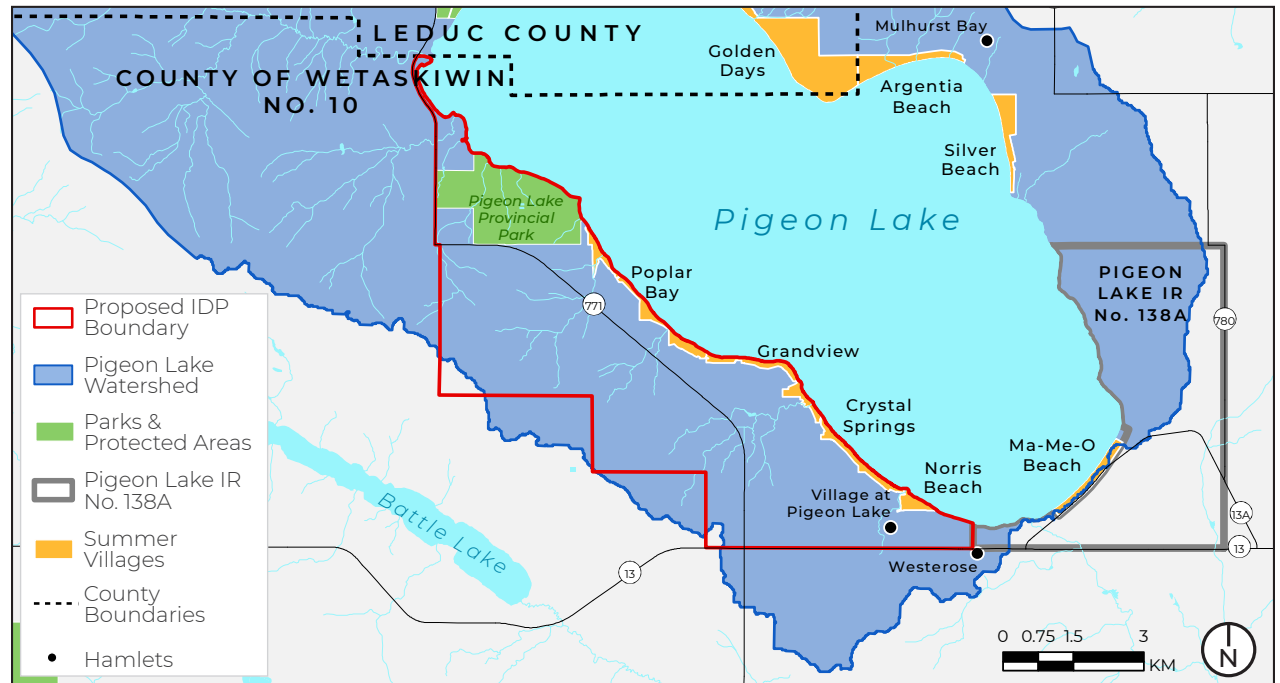 LEDUC COUNTY
COUNTY OF WETASKIWIN
NO. 10
Mulhurst Bay
Golden
Days
Argentia
Beach
Silver
Beach
Pigeon Lake
Provincial
Park
Pigeon Lake
PIGEON
LAKE IR
No. 138A
Poplar
Bay
771
780
Grandview
Crystal
Springs
Ma-Me-O
Beach
Norris
Beach
Village at
Pigeon Lake
Westerose
Battle Lake
13
13A
13
Proposed IDP
Boundary
Pigeon Lake
Watershed
Parks &
Protected Areas
Pigeon Lake IR
No. 138A
Summer
Villages
County
Boundaries
Hamlets
0 0.75 1.5 3
KM
N